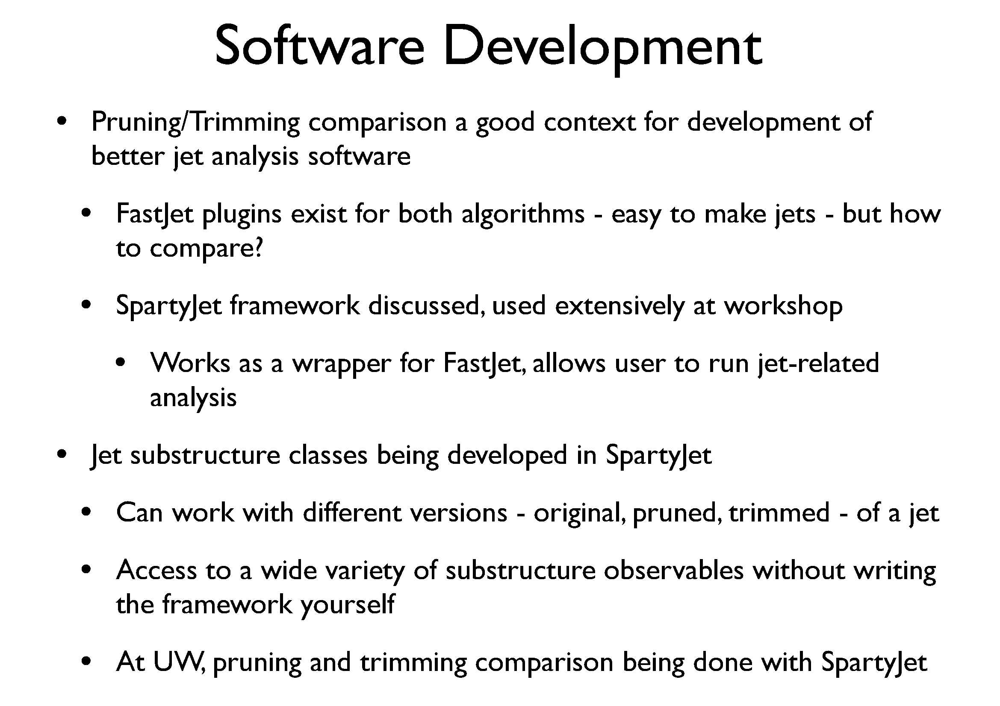 Software Development
• Pruning/Trimming comparison a good context for development of
better jet analysis software
• FastJet plugins exist for both algorithms - easy to make jets - but how
to compare?
• SpartyJet framework discussed, used extensively at workshop
• Works as a wrapper for FastJet, allows user to run jet-related
analysis
• Jet substructure classes being developed in SpartyJet
• Can work with different versions - original, pruned, trimmed - of a jet
• Access to a wide variety of substructure observables without writing
the framework yourself
• At UW, pruning and trimming comparison being done with SpartyJet